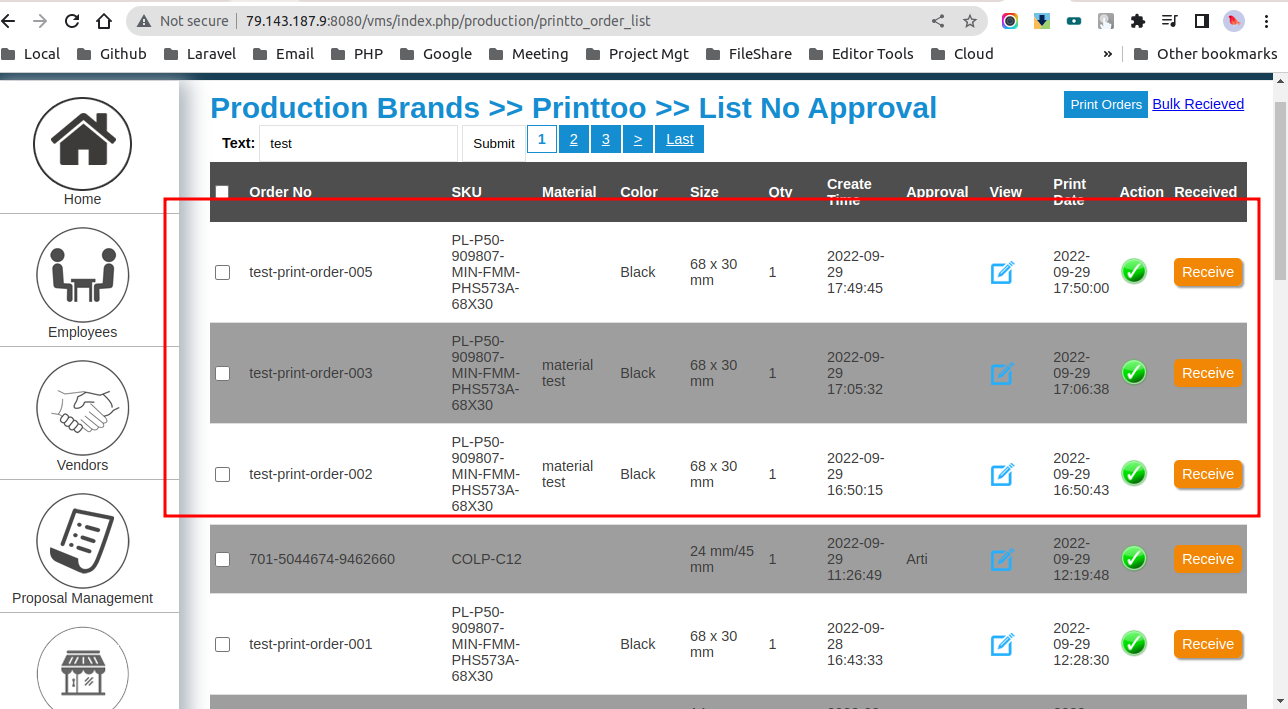 Not secure | 79.143.187.9:8080/vms/index.php/production/printto_order_list
Local Github Laravel Email PHP Google Meeting Project Mgt FileShare Editor Tools Cloud » Other bookmarks
Production Brands >> Printtoo >> List No Approval
Print Orders Bulk Recieved
Text: test Submit 1 2 3 > Last
Order No SKU Material Color Size Qty Create Time Approval View Print Date Action Received
test-print-order-005 PL-P50-909807-MIN-FMM-PHS573A-68X30 Black 68 x 30 mm 1 2022-09-29 17:49:45 2022-09-29 17:50:00 Receive
test-print-order-003 PL-P50-909807-MIN-FMM-PHS573A-68X30 material test Black 68 x 30 mm 1 2022-09-29 17:05:32 2022-09-29 17:06:38 Receive
test-print-order-002 PL-P50-909807-MIN-FMM-PHS573A-68X30 material test Black 68 x 30 mm 1 2022-09-29 16:50:15 2022-09-29 16:50:43 Receive
701-5044674-9462660 COLP-C12 24 mm/45 mm 1 2022-09-29 11:26:49 Arti 2022-09-29 12:19:48 Receive
test-print-order-001 PL-P50-909807-MIN-FMM-PHS573A-68X30 Black 68 x 30 mm 1 2022-09-28 16:43:33 2022-09-29 12:28:30 Receive
Home
Employees
Vendors
Proposal Management